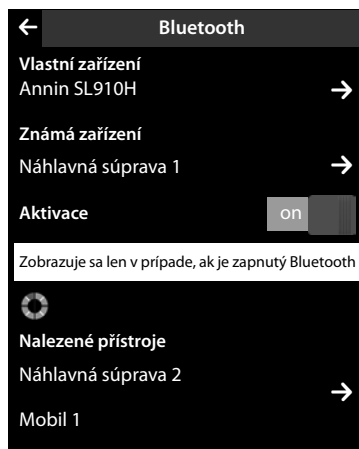 Bluetooth
Vlastní zařízení
Annin SL910H
Známá zařízení
Náhlavná súprava 1
Aktivace
on
Zobrazuje sa len v prípade, ak je zapnutý Bluetooth
Nalezené přístroje
Náhlavná súprava 2
Mobil 1